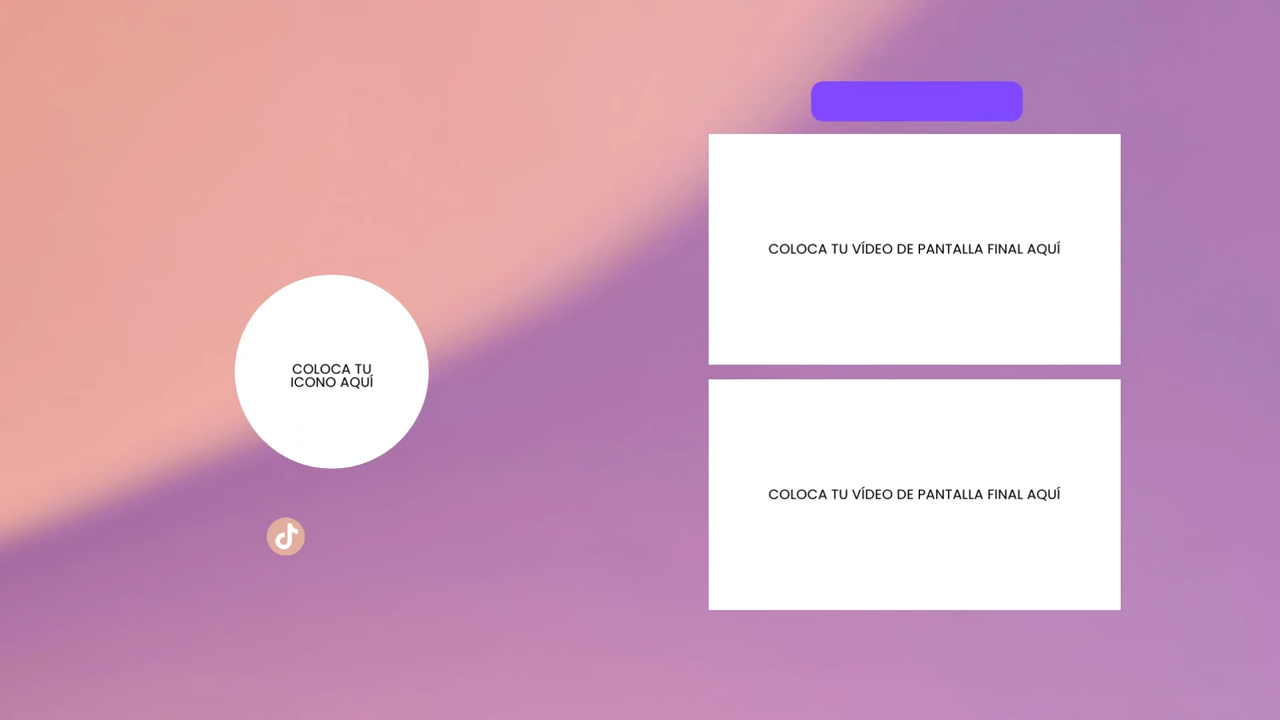 COLOCA TU VÍDEO DE PANTALLA FINAL AQUÍ
COLOCA TU
ICONO AQUÍ
COLOCA TU VÍDEO DE PANTALLA FINAL AQUÍ